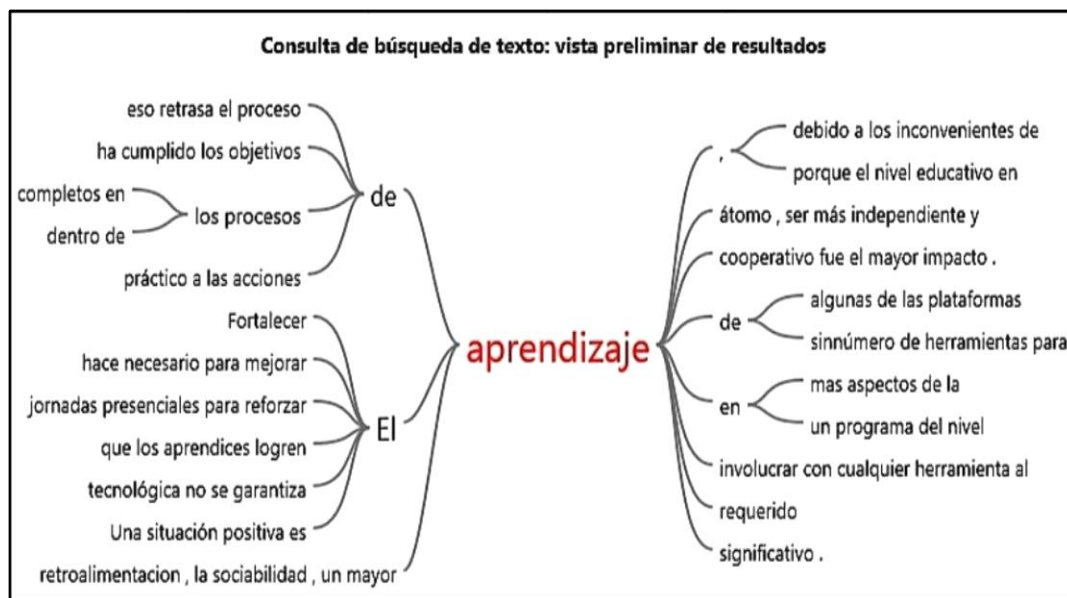 Consulta de búsqueda de texto: vista preliminar de resultados
eso retrasa el proceso
ha cumplido los objetivos
completos en
dentro de
los procesos
práctico a las acciones
de
Fortalecer
hace necesario para mejorar
jornadas presenciales para reforzar
que los aprendices logren
tecnológica no se garantiza
Una situación positiva es
El
retroalimentacion , la sociabilidad , un mayor
aprendizaje
,
debido a los inconvenientes de
porque el nivel educativo en
átomo , ser más independiente y
cooperativo fue el mayor impacto .
de
algunas de las plataformas
sinnúmero de herramientas para
en
mas aspectos de la
un programa del nivel
involucrar con cualquier herramienta al
requerido
significativo .